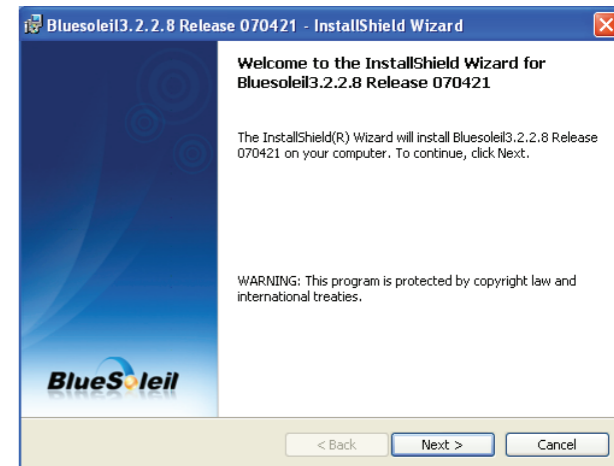 Bluesoleil3.2.2.8 Release 070421 - InstallShield Wizard
Welcome to the InstallShield Wizard for
Bluesoleil3.2.2.8 Release 070421
The InstallShield(R) Wizard will install Bluesoleil3.2.2.8 Release
070421 on your computer. To continue, click Next.
WARNING: This program is protected by copyright law and
international treaties.
BlueSoleil
< Back
Next >
Cancel